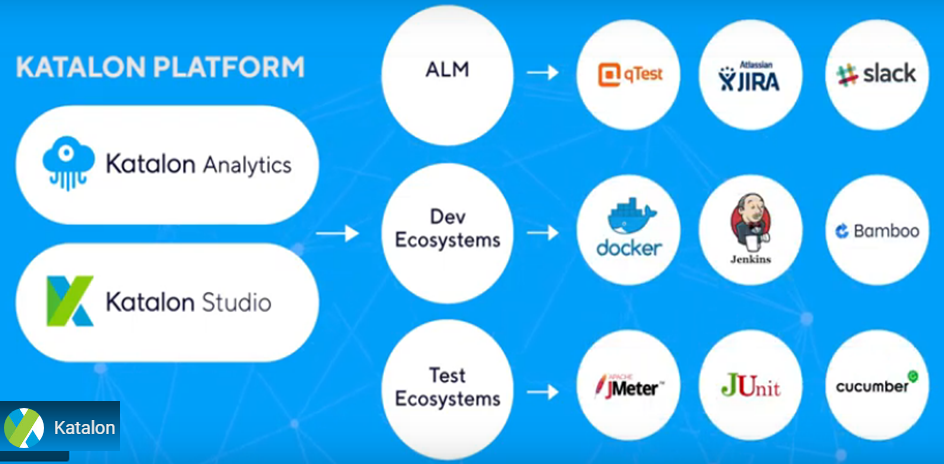 KATALON PLATFORM
Katalon Analytics
Katalon Studio
ALM
qTest
Atlassian
JIRA
slack
Dev
Ecosystems
docker
Jenkins
Bamboo
Test
Ecosystems
APACHE
JMeter™
JUnit
cucumber
Katalon